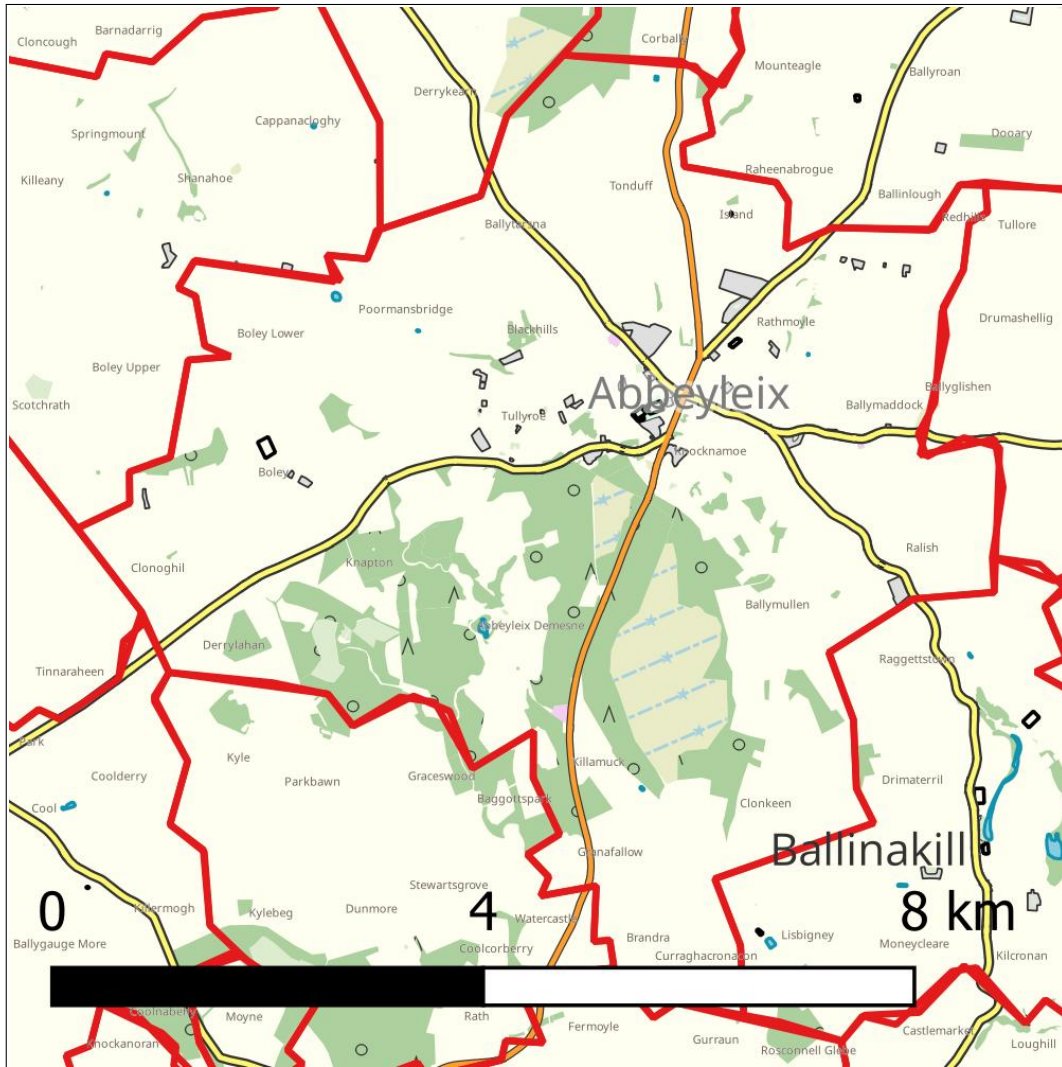 Barnadarrig
Cloncough
Corballa
Mounteagle
Ballyroan
Derrykearn
Cappanacloghy
Springmount
Dooary
Killeany
Shanahoe
Tonduff
Raheenabrogue
Ballinlough
Island
Redhills
Tullore
Ballytarsna
Poormansbridge
Boley Lower
Blackhills
Rathmoyle
Drumashellig
Boley Upper
Abbeyleix
Ballyglishen
Scotchrath
Tullyroe
Ballymaddock
Knocknamoe
Boley
Clonoghil
Knapton
Ralish
Ballymullen
Abbeyleix Demesne
Derrylahan
Tinnaraheen
Raggettstown
Park
Kyle
Coolderry
Parkbawn
Graceswood
Killamuck
Drimaterril
Baggottspark
Cool
Clonkeen
Ballinakill
Granafallow
Stewartsgrove
0
4
8 km
Killermogh
Kylebeg
Dunmore
Watercastle
Ballygauge More
Coolcorberry
Brandra
Lisbigney
Moneycleare
Curraghacronacon
Kilcronan
Coolnabehy
Moyne
Rath
Fermoyle
Castlemarket
Knockanoran
Gurraun
Rosconnell Glebe
Loughill